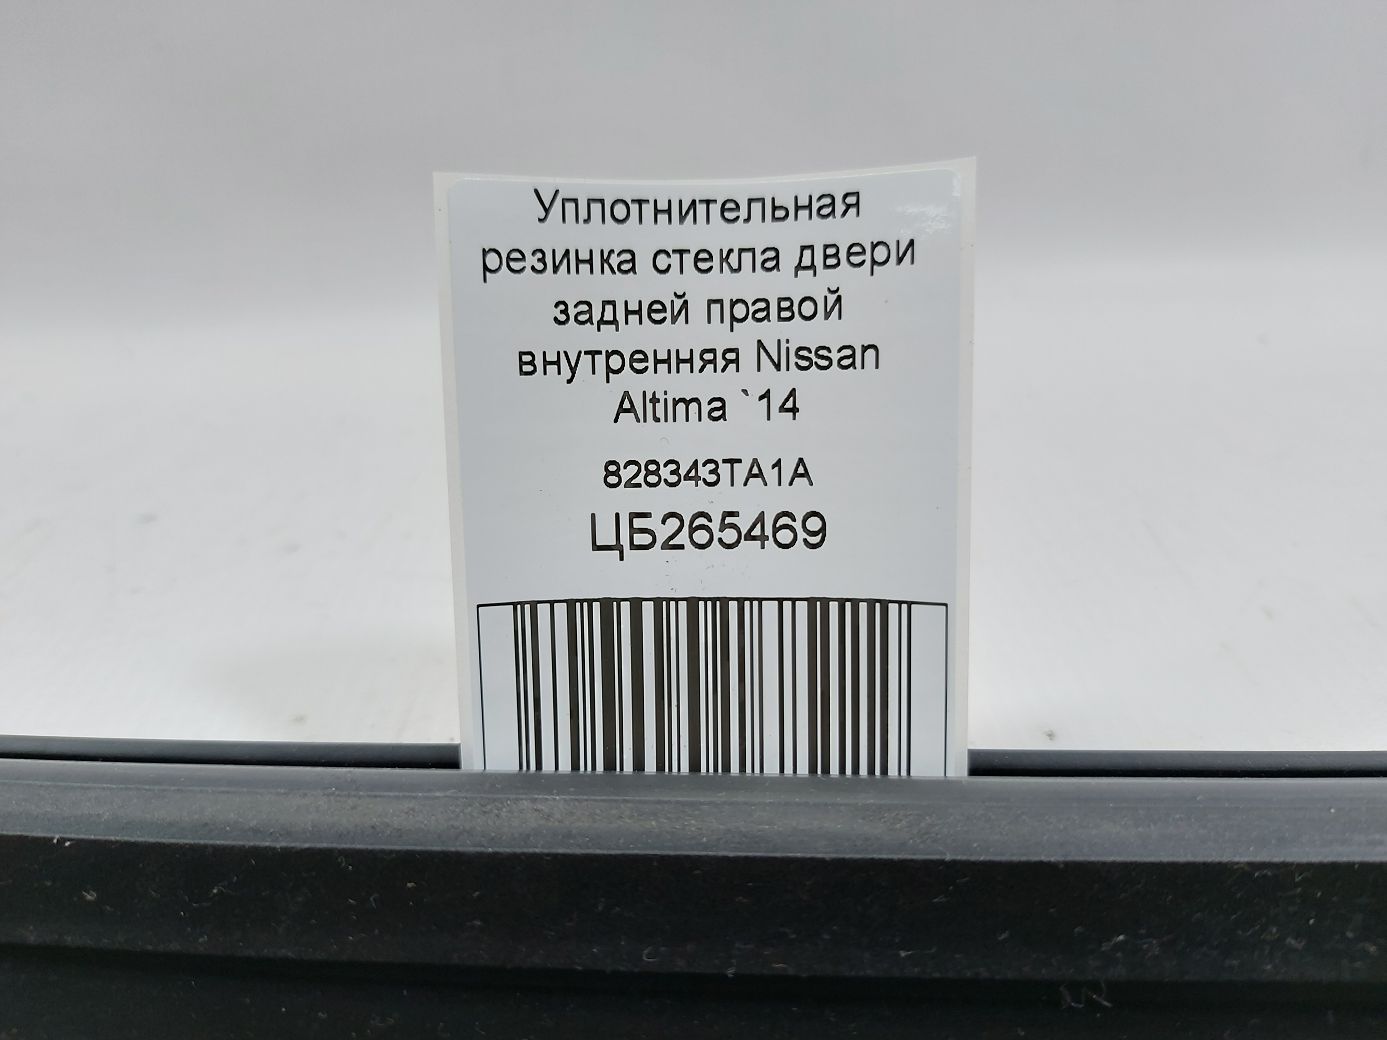 Уплотнительная
резинка стекла двери
задней правой
внутренняя Nissan
Altima `14
828343TA1A
ЦБ265469